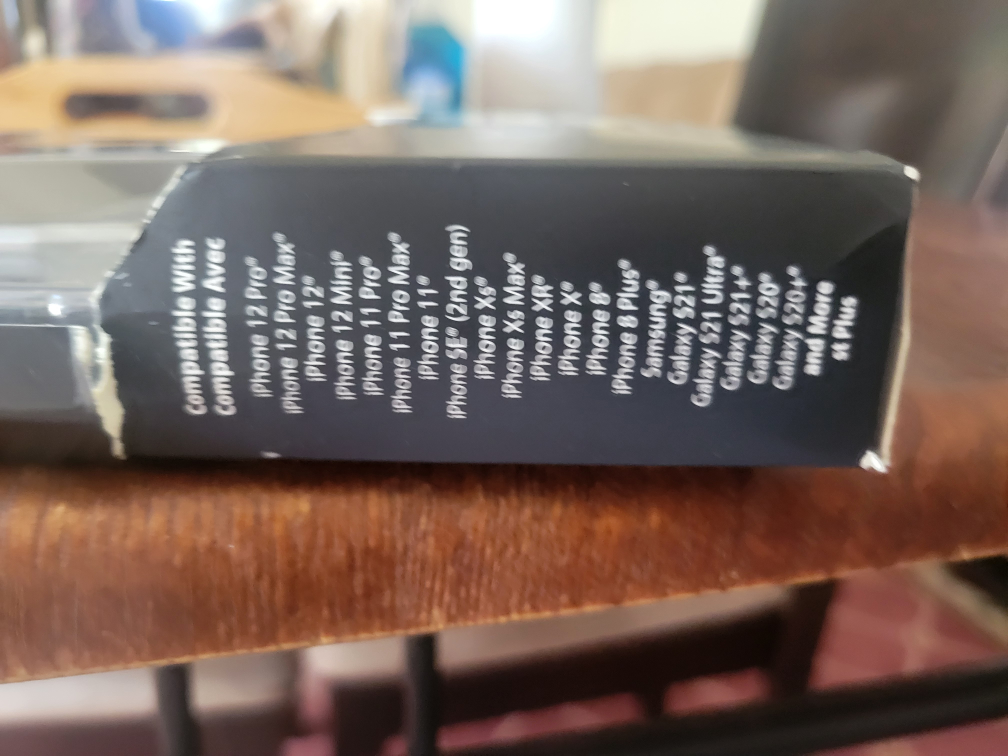 Compatible With
Compatible Avec
iPhone 12 Pro®
iPhone 12 Pro Max®
iPhone 12®
iPhone 12 Mini®
iPhone 11 Pro®
iPhone 11 Pro Max®
iPhone 11®
iPhone SE® (2nd gen)
iPhone Xs®
iPhone Xs Max®
iPhone XR®
iPhone X®
iPhone 8®
iPhone 8 Plus®
Samsung®
Galaxy S21®
Galaxy S21 Ultra®
Galaxy S21+®
Galaxy S20®
Galaxy S20+®
and More
et Plus